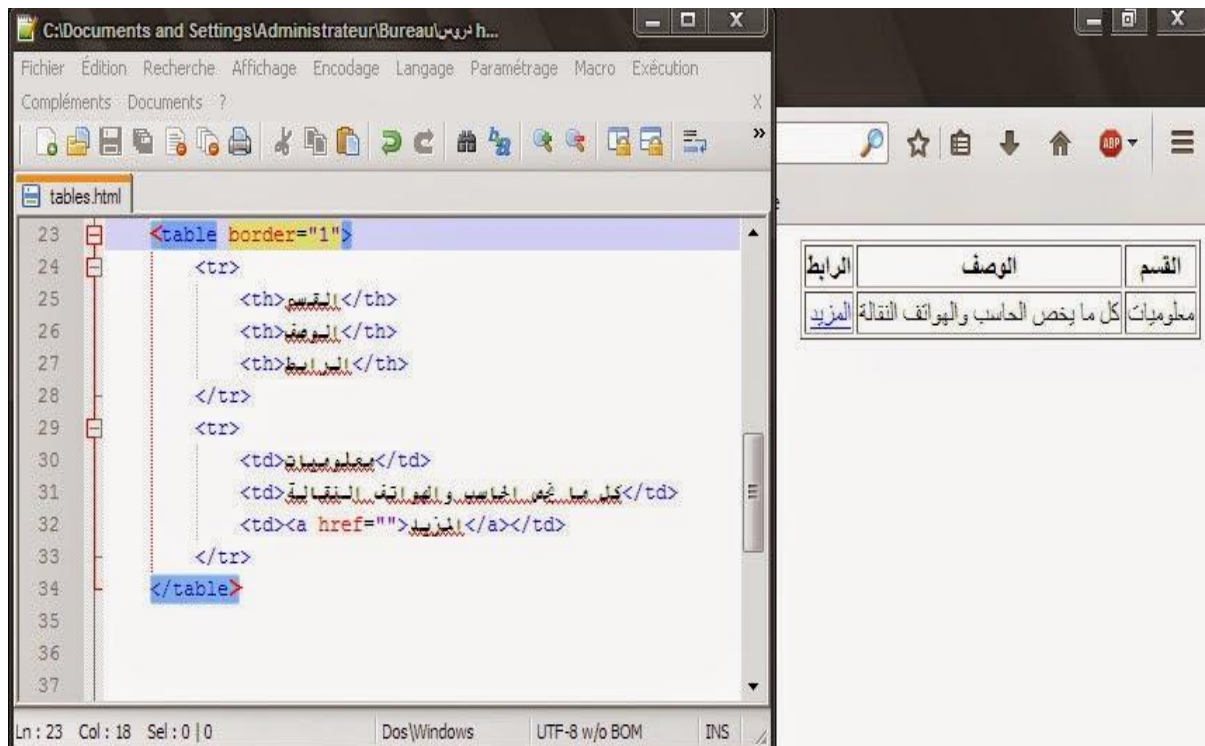 C:\Documents and Settings\Administrateur\Bureau\دروس h...
Fichier Édition Recherche Affichage Encodage Langage Paramétrage Macro Exécution
Compléments Documents ? X
tables.html
23 <table border="1">
24 <tr>
25 <th>القسم</th>
26 <th>الوصف</th>
27 <th>الرابط</th>
28 </tr>
29 <tr>
30 <td>معلوميات</td>
31 <td>كل ما يخص الحاسب والهواتف النقالة</td>
32 <td><a href="">المزيد</a></td>
33 </tr>
34 </table>
35
36
37
Ln : 23 Col : 18 Sel : 0 | 0 Dos\Windows UTF-8 w/o BOM INS
ABP
القسم الوصف الرابط
معلوميات كل ما يخص الحاسب والهواتف النقالة المزيد